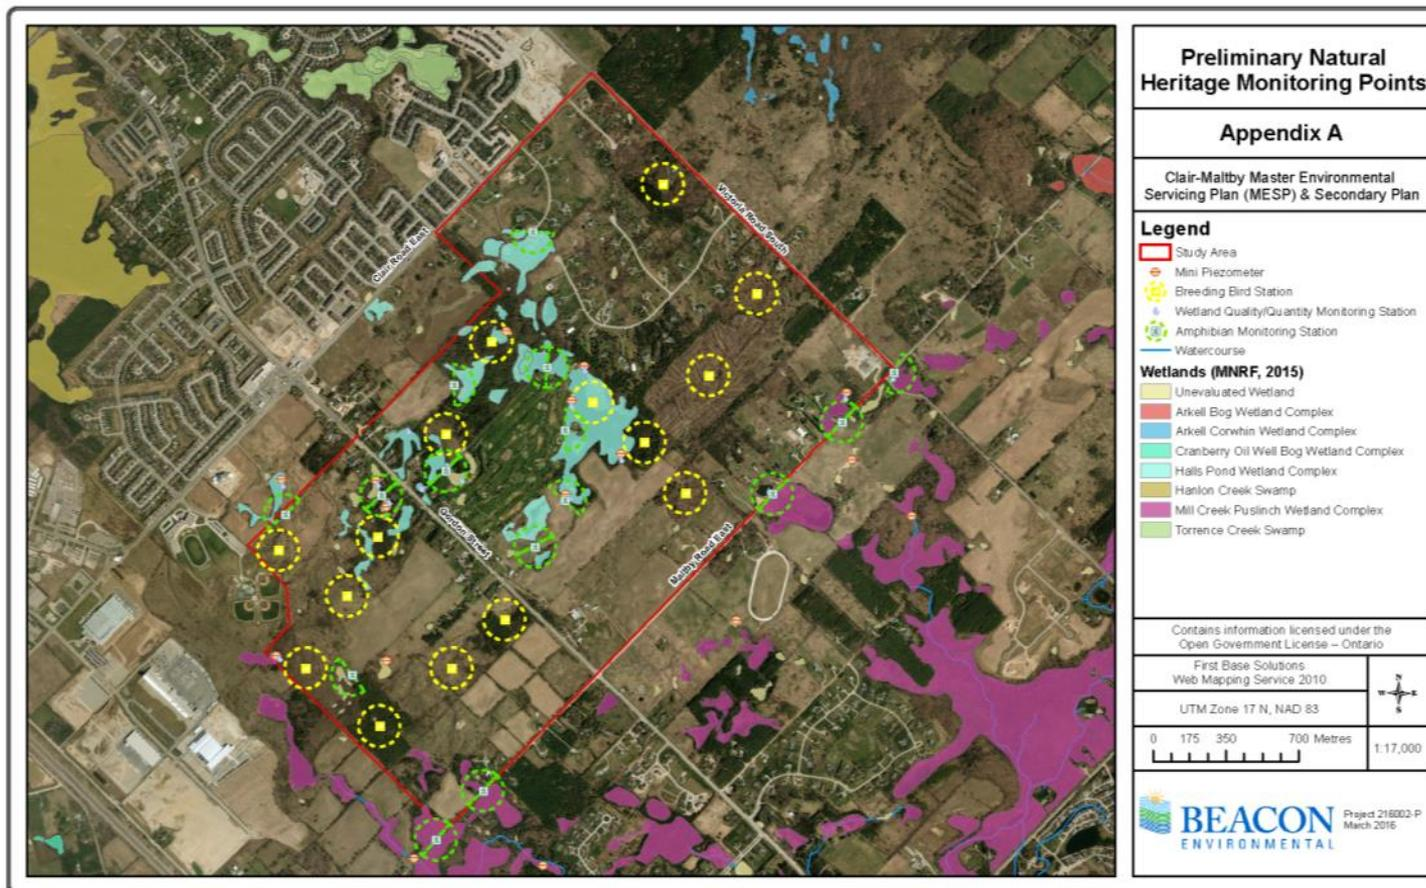 Preliminary Natural
Heritage Monitoring Points
Appendix A
Clair-Maltby Master Environmental
Servicing Plan (MESP) & Secondary Plan
Legend
Study Area
Mini Piezometer
Breeding Bird Station
Wetland Quality/Quantity Monitoring Station
Amphibian Monitoring Station
Watercourse
Wetlands (MNRF, 2015)
Unevaluated Wetland
Arkell Bog Wetland Complex
Arkell Corwhin Wetland Complex
Cranberry Oil Well Bog Wetland Complex
Halls Pond Wetland Complex
Hanlon Creek Swamp
Mill Creek Puslinch Wetland Complex
Torrence Creek Swamp
Contains information licensed under the
Open Government License – Ontario
First Base Solutions
Web Mapping Service 2010
UTM Zone 17 N, NAD 83
N
W E
S
0 175 350 700 Metres
1:17,000
BEACON
ENVIRONMENTAL
Project 216002-P
March 2016
Clair Road East
Victoria Road South
Gordon Street
Maltby Road East